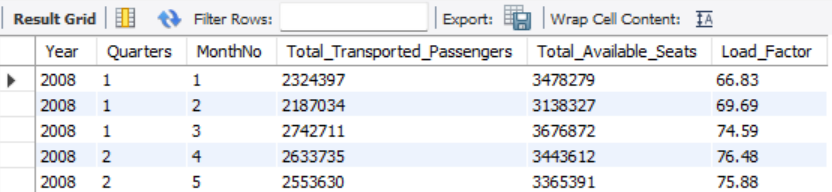 Result Grid Filter Rows: Export: Wrap Cell Content: IA
Year Quarters MonthNo Total_Transported_Passengers Total_Available_Seats Load_Factor
2008 1 1 2324397 3478279 66.83
2008 1 2 2187034 3138327 69.69
2008 1 3 2742711 3676872 74.59
2008 2 4 2633735 3443612 76.48
2008 2 5 2553630 3365391 75.88